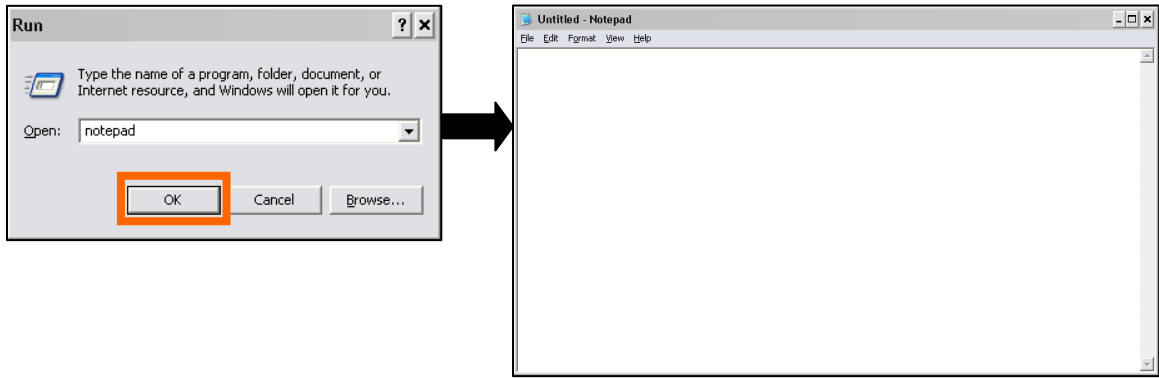 Run
Type the name of a program, folder, document, or
Internet resource, and Windows will open it for you.
Open: notepad
OK Cancel Browse...
Untitled - Notepad
File Edit Format View Help